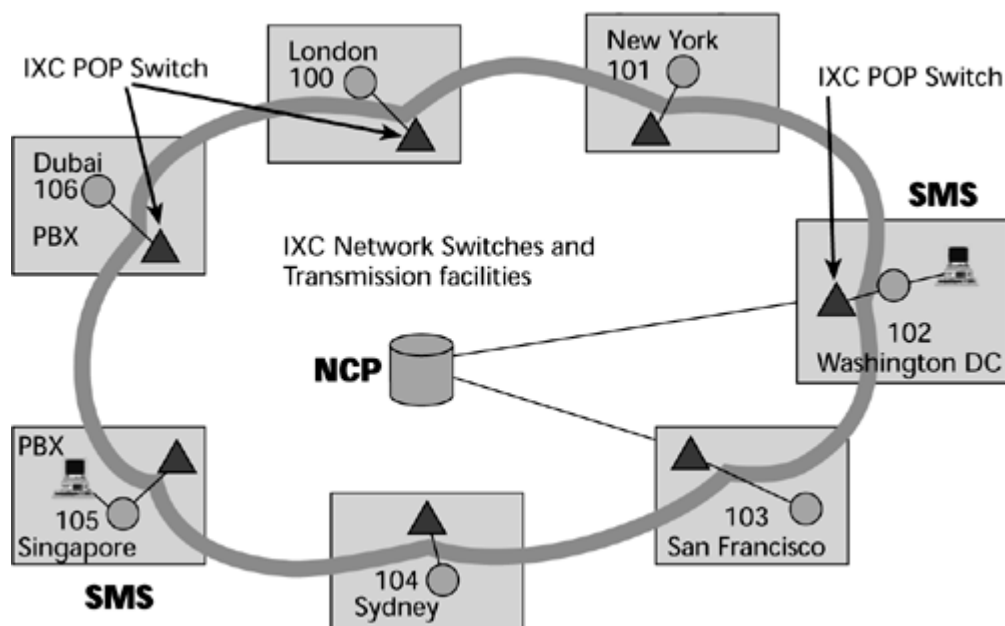 London
100
New York
101
IXC POP Switch
IXC POP Switch
Dubai
106
PBX
SMS
IXC Network Switches and
Transmission facilities
102
Washington DC
NCP
PBX
105
Singapore
103
San Francisco
104
Sydney
SMS